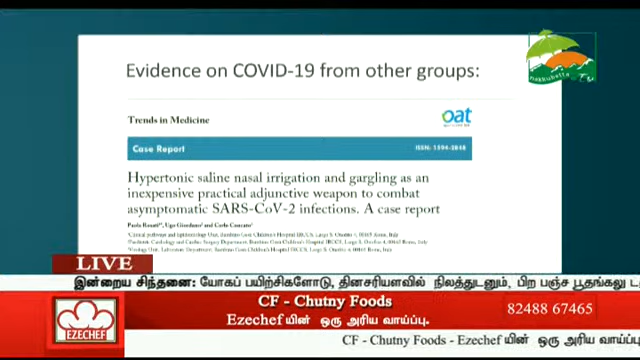 Evidence on COVID-19 from other groups:
Trends in Medicine
oat
Case Report
ISSN: 1594-2848
Hypertonic saline nasal irrigation and gargling as an
inexpensive practical adjunctive weapon to combat
asymptomatic SARS-CoV-2 infections. A case report
LIVE
இன்றைய சிந்தனை: யோகப் பயிற்சிகளோடு, தினசரியளவில் நிலத்துடனும், பிற பஞ்ச பூதங்களு
CF - Chutny Foods
Ezechef யின் ஒரு அரிய வாய்ப்பு.
82488 67465
EZECHEF
CF - Chutny Foods - Ezechef யின் ஒரு அரிய வாய்ப்பு